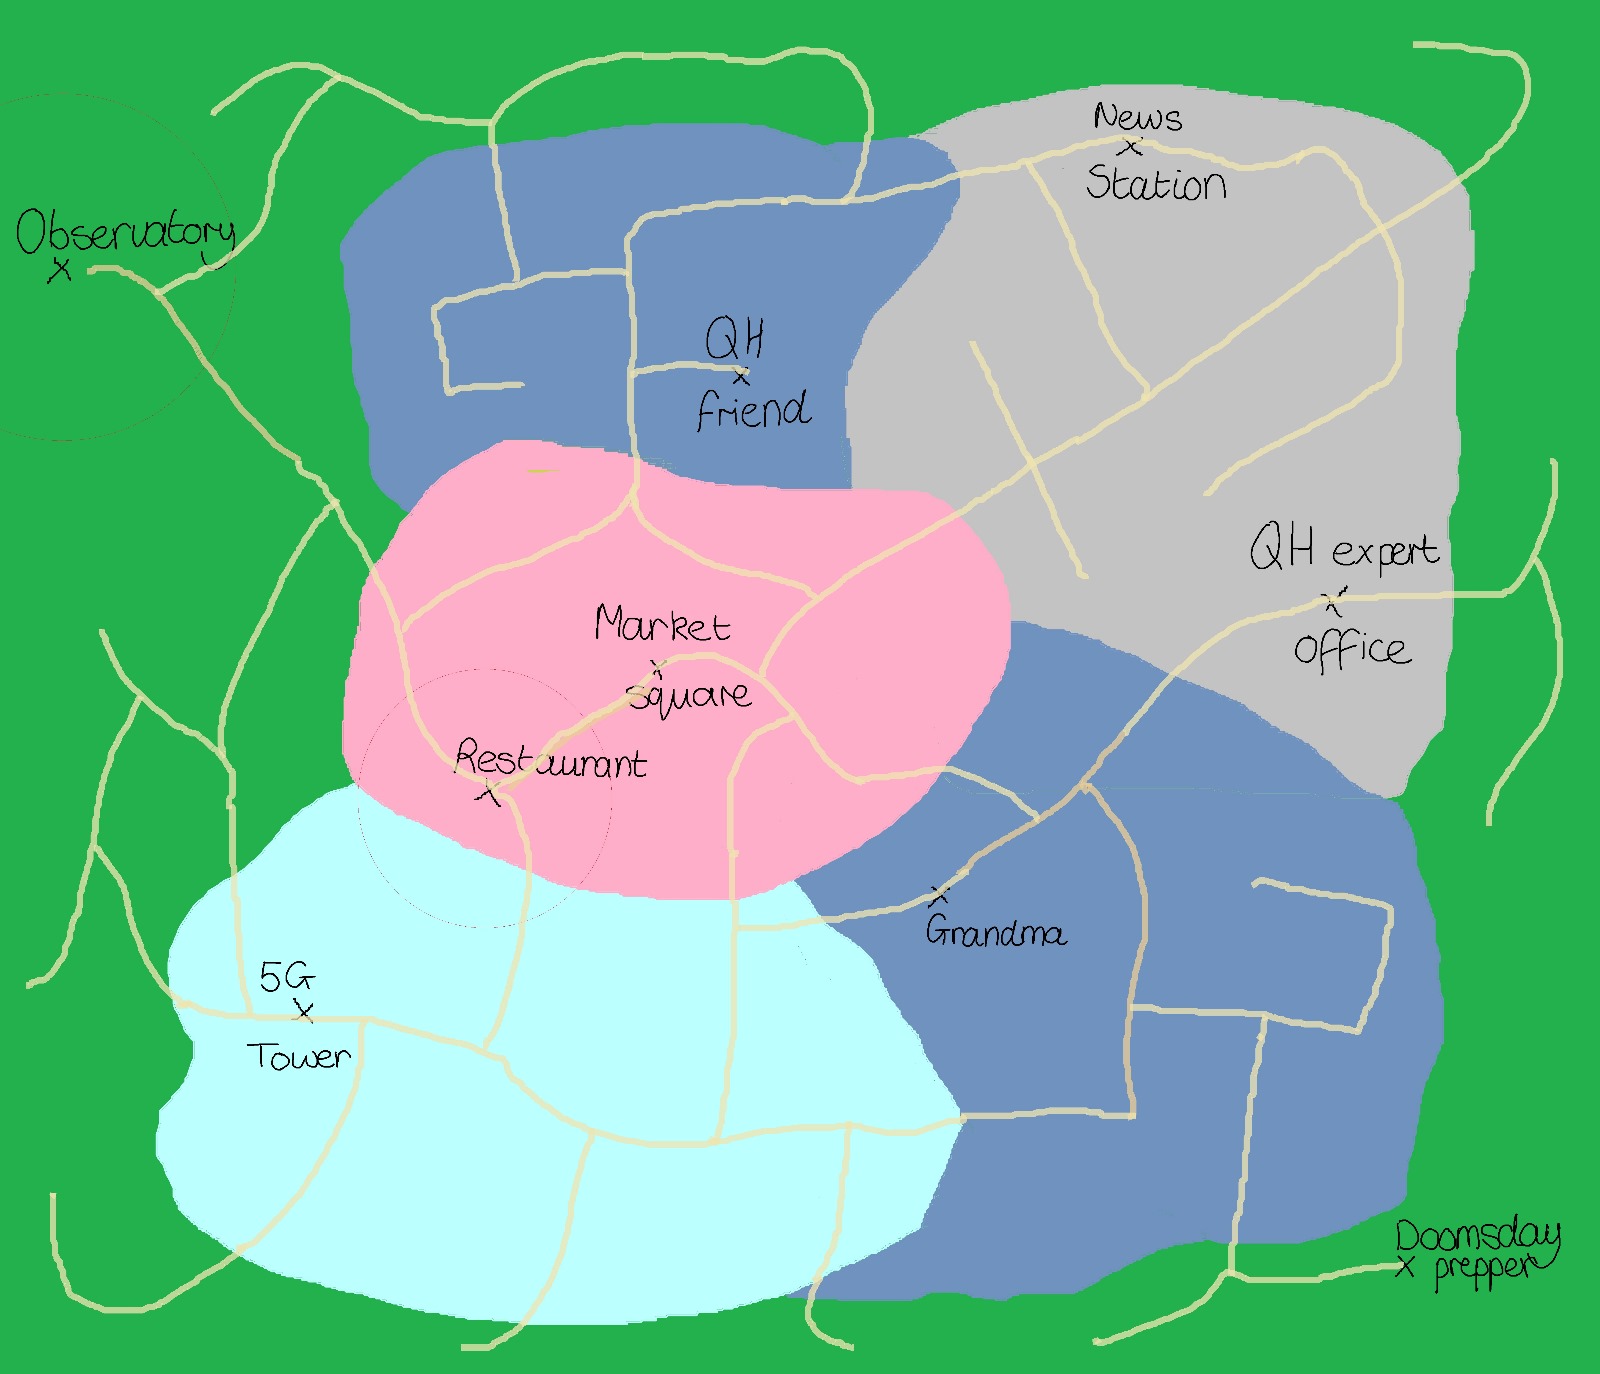 News
Station
Observatory
QH
friend
QH expert
office
Market
square
Restaurant
Grandma
5G
Tower
Doomsday
prepper